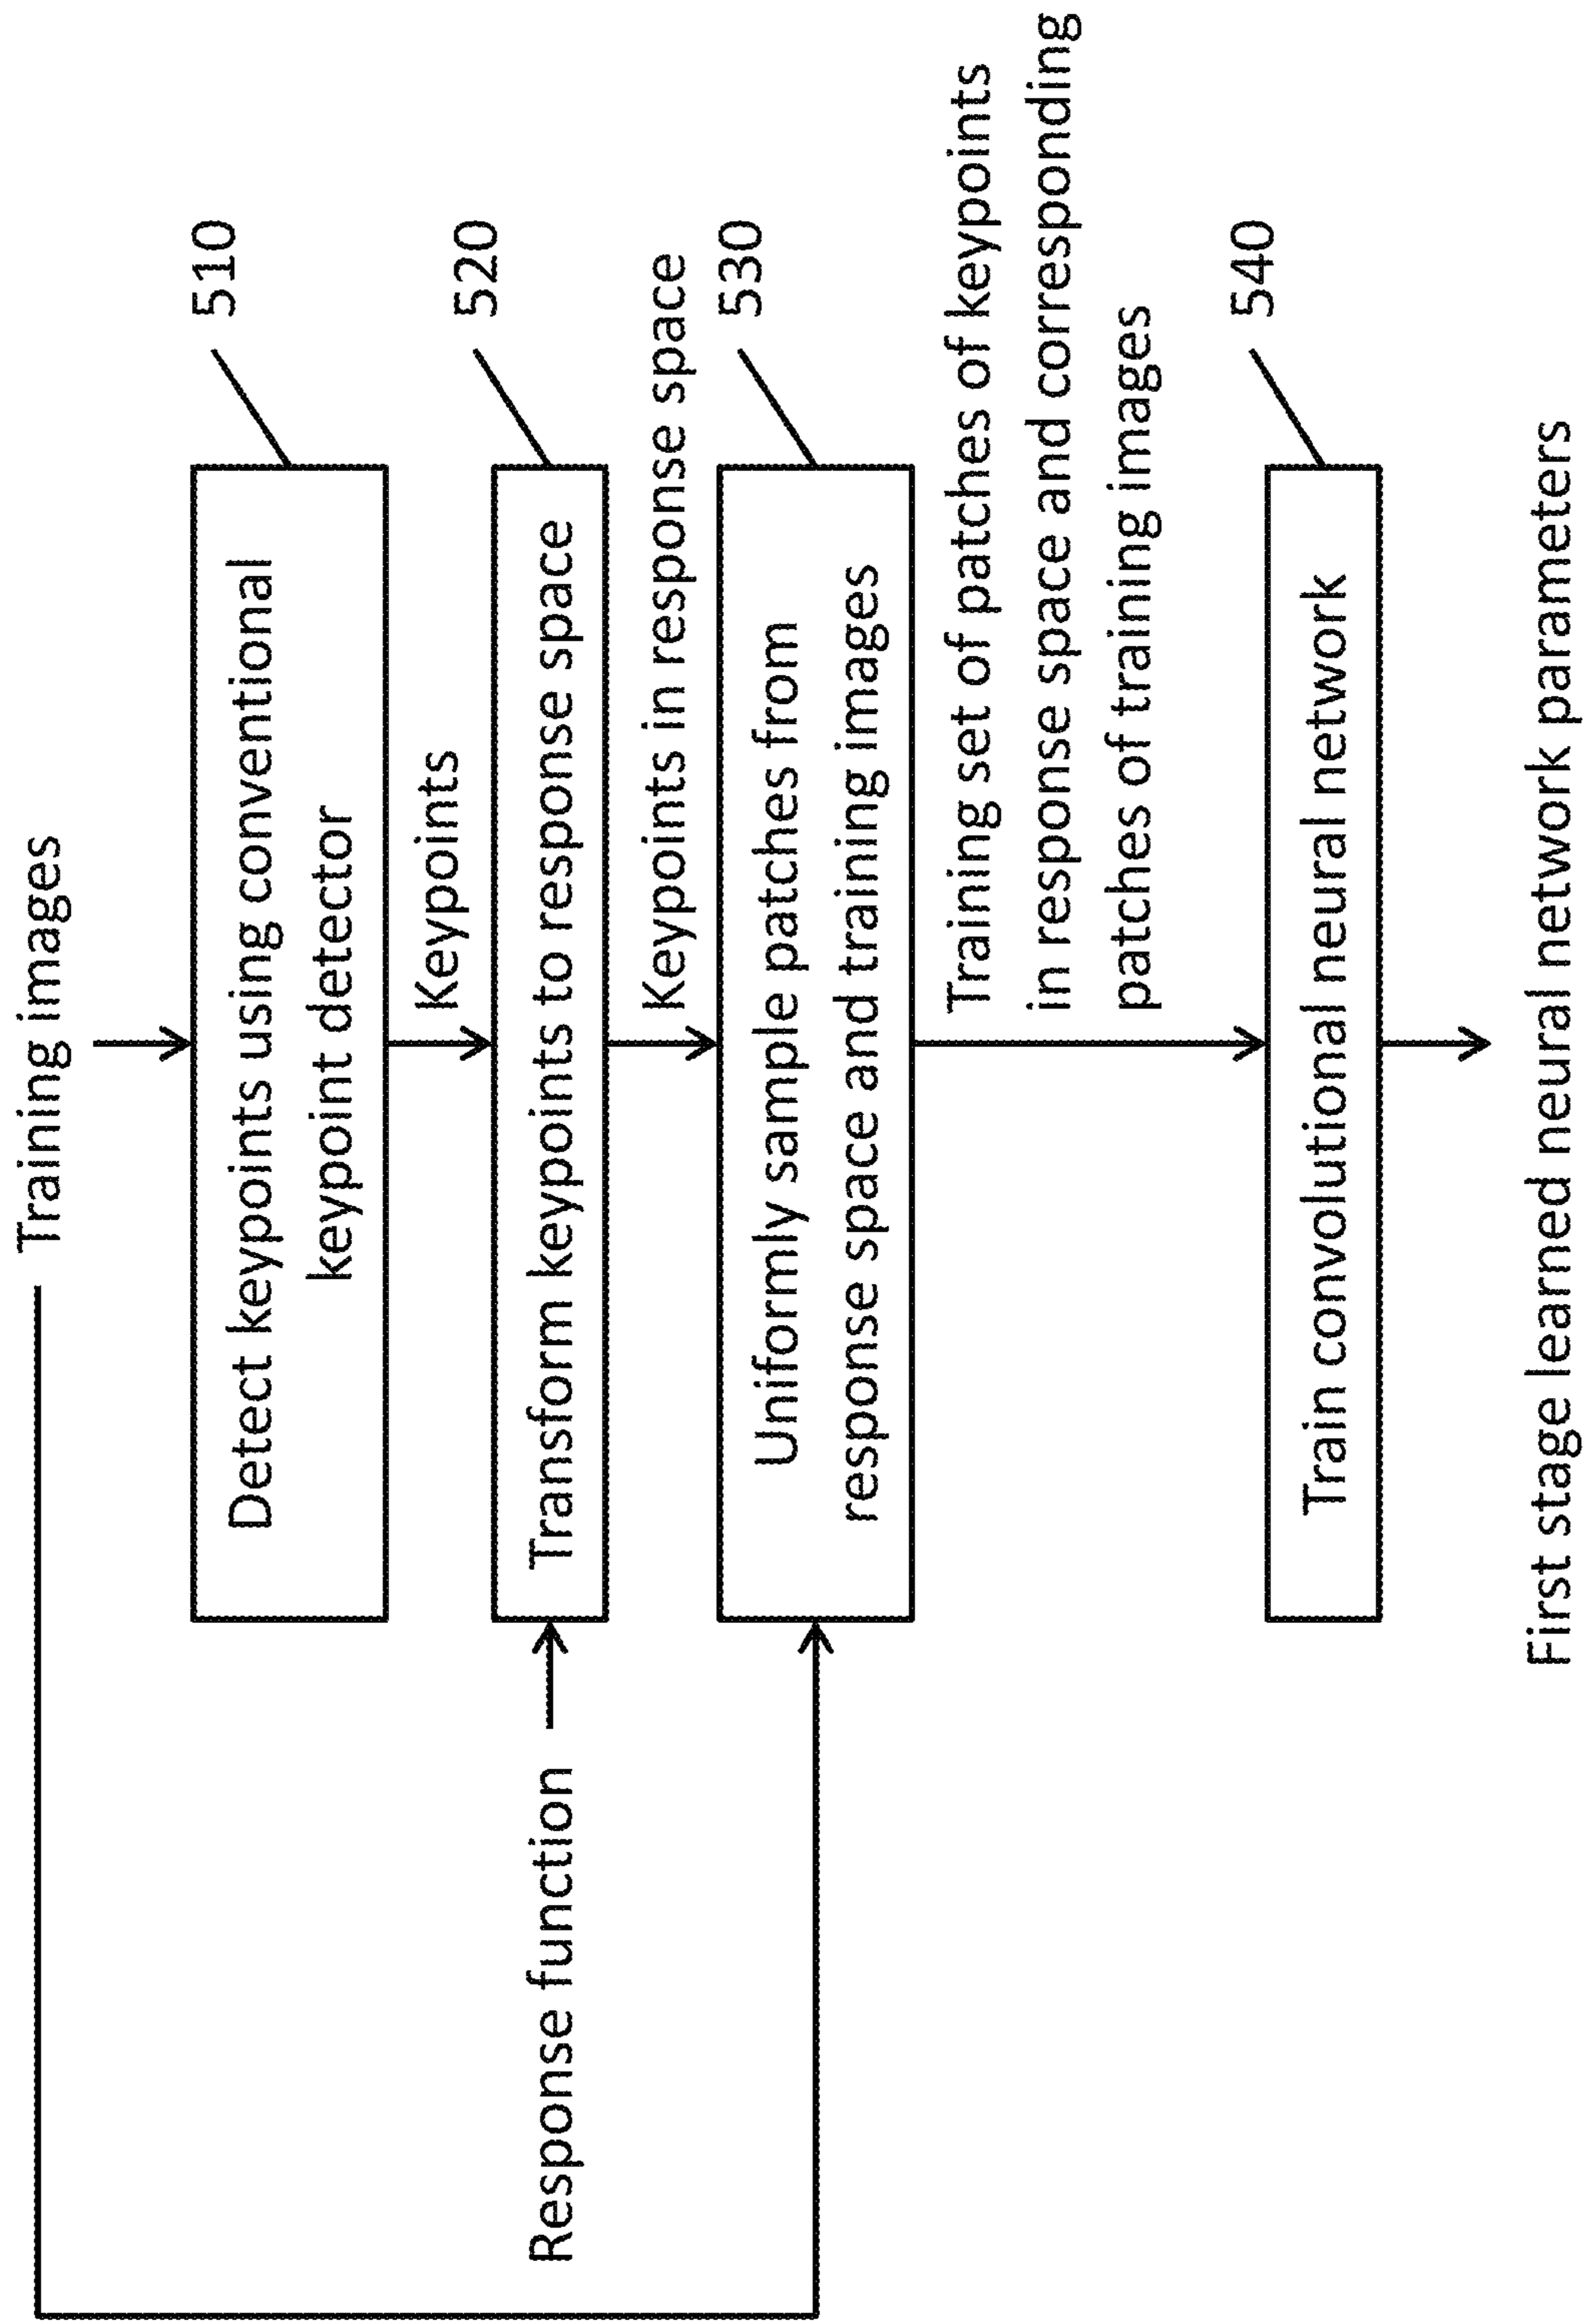 Training images
Detect keypoints using conventional
keypoint detector
510
Keypoints
Response function
Transform keypoints to response space
520
Keypoints in response space
Uniformly sample patches from
response space and training images
530
Training set of patches of keypoints
in response space and corresponding
patches of training images
Train convolutional neural network
540
First stage learned neural network parameters